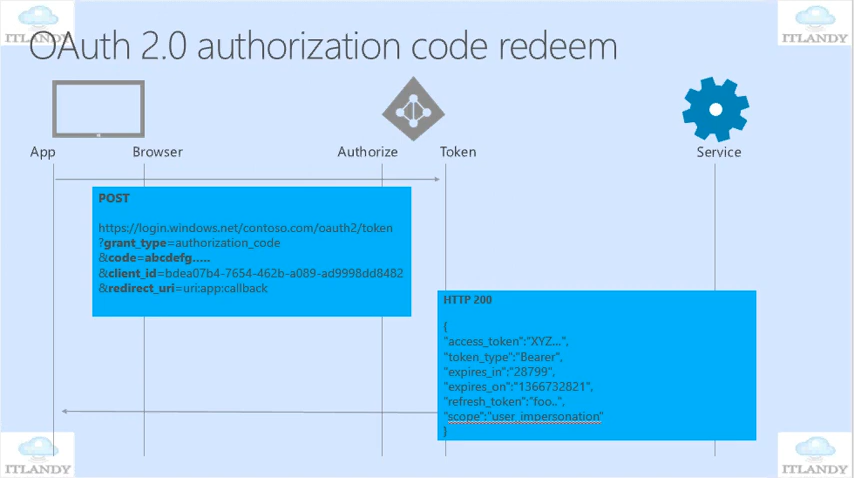 ITLANDY
ITLANDY
OAuth 2.0 authorization code redeem
App
Browser
Authorize
Token
Service
POST
https://login.windows.net/contoso.com/oauth2/token
?grant_type=authorization_code
&code=abcdefg.....
&client_id=bdea07b4-7654-462b-a089-ad9998dd8482
&redirect_uri=uri:app:callback
HTTP 200
{
"access_token":"XYZ...",
"token_type":"Bearer",
"expires_in":"28799",
"expires_on":"1366732821",
"refresh_token":"foo..",
"scope":"user_impersonation"
}
ITLANDY
ITLANDY